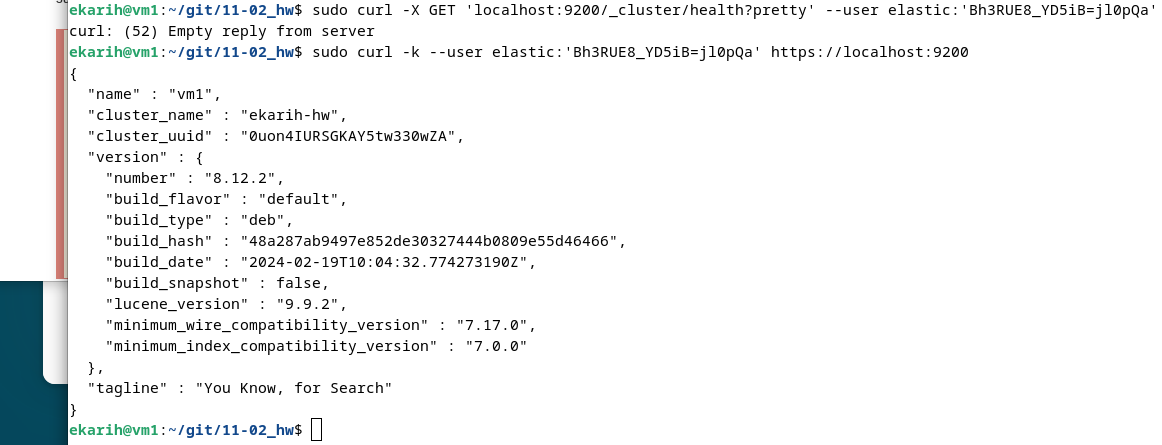 ekarih@vm1:~/git/11-02_hw$ sudo curl -X GET 'localhost:9200/_cluster/health?pretty' --user elastic:'Bh3RUE8_YD5iB=jl0pQa'
curl: (52) Empty reply from server
ekarih@vm1:~/git/11-02_hw$ sudo curl -k --user elastic:'Bh3RUE8_YD5iB=jl0pQa' https://localhost:9200
{
  "name" : "vm1",
  "cluster_name" : "ekarih-hw",
  "cluster_uuid" : "0uon4IURSGKAY5tw330wZA",
  "version" : {
    "number" : "8.12.2",
    "build_flavor" : "default",
    "build_type" : "deb",
    "build_hash" : "48a287ab9497e852de30327444b0809e55d46466",
    "build_date" : "2024-02-19T10:04:32.774273190Z",
    "build_snapshot" : false,
    "lucene_version" : "9.9.2",
    "minimum_wire_compatibility_version" : "7.17.0",
    "minimum_index_compatibility_version" : "7.0.0"
  },
  "tagline" : "You Know, for Search"
}
ekarih@vm1:~/git/11-02_hw$